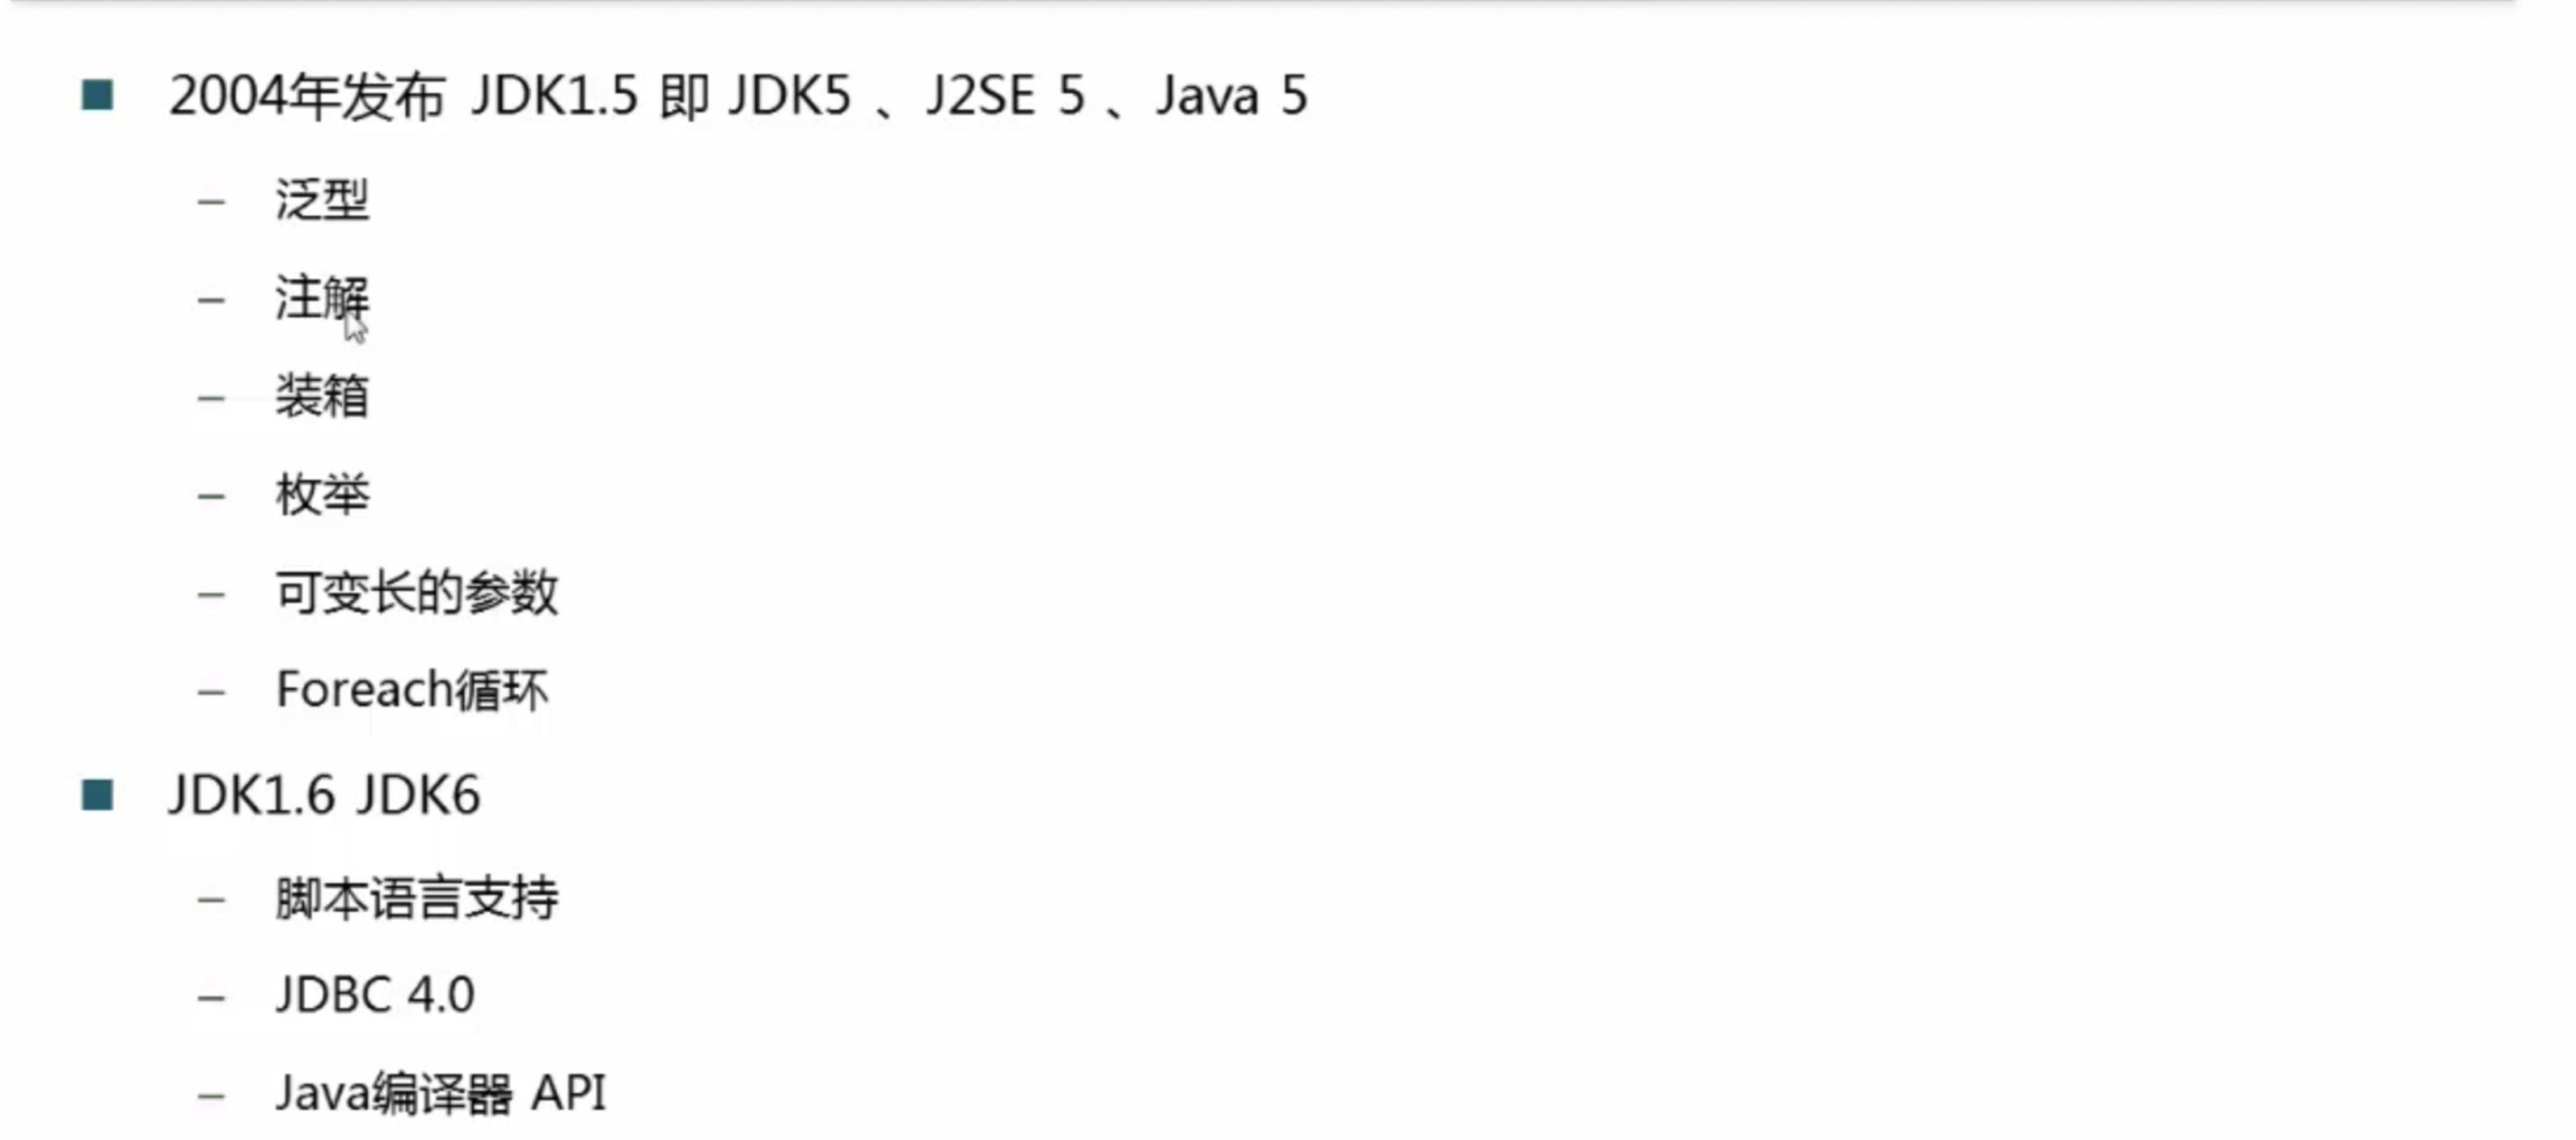 ■ 2004年发布 JDK1.5 即 JDK5 、J2SE 5 、Java 5
– 泛型
– 注解
– 装箱
– 枚举
– 可变长的参数
– Foreach循环
■ JDK1.6 JDK6
– 脚本语言支持
– JDBC 4.0
– Java编译器 API